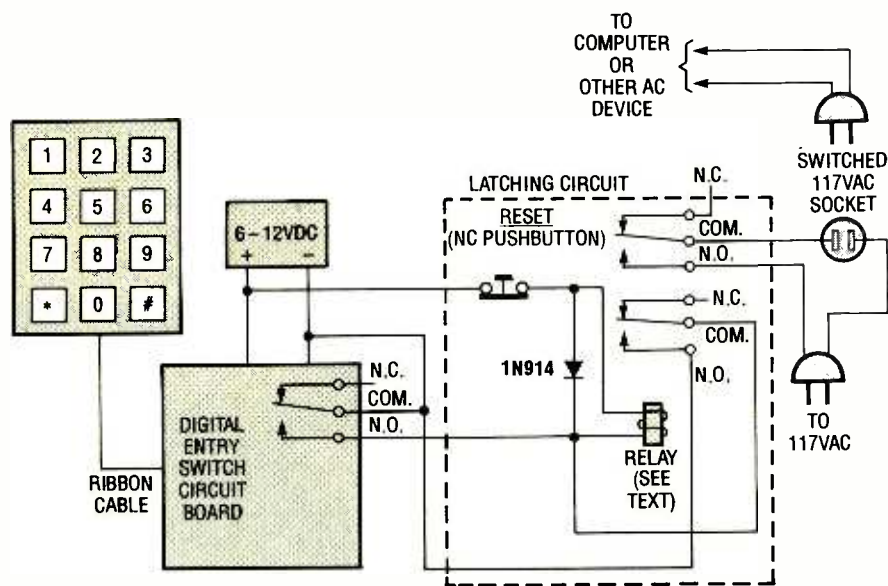 TO
COMPUTER
OR
OTHER AC
DEVICE
1 2 3
4 5 6
7 8 9
* 0 #
6–12VDC
+ –
LATCHING CIRCUIT
RESET
(NC PUSHBUTTON)
N.C.
COM.
N.O.
N.C.
COM.
N.O.
SWITCHED
117VAC
SOCKET
TO
117VAC
1N914
RELAY
(SEE
TEXT)
N.C.
COM.
N.O.
DIGITAL
ENTRY
SWITCH
CIRCUIT
BOARD
RIBBON
CABLE